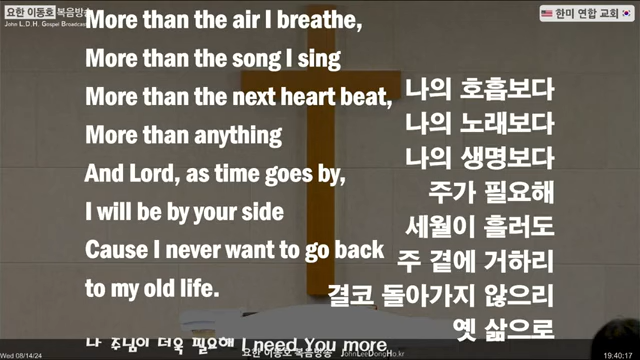 요한 이동호 복음방송
John L.D.H. Gospel Broadcas
🇺🇸 한미 연합 교회 🇰🇷
More than the air I breathe,
More than the song I sing
More than the next heart beat,
More than anything
And Lord, as time goes by,
I will be by your side
Cause I never want to go back
to my old life.
나의 호흡보다
나의 노래보다
나의 생명보다
주가 필요해
세월이 흘러도
주 곁에 거하리
결코 돌아가지 않으리
옛 삶으로
나 주님이 더욱 필요해 I need You more
Wed 08/14/24
요한 이동호 복음방송 JohnLeeDongHo.kr
19:40:17